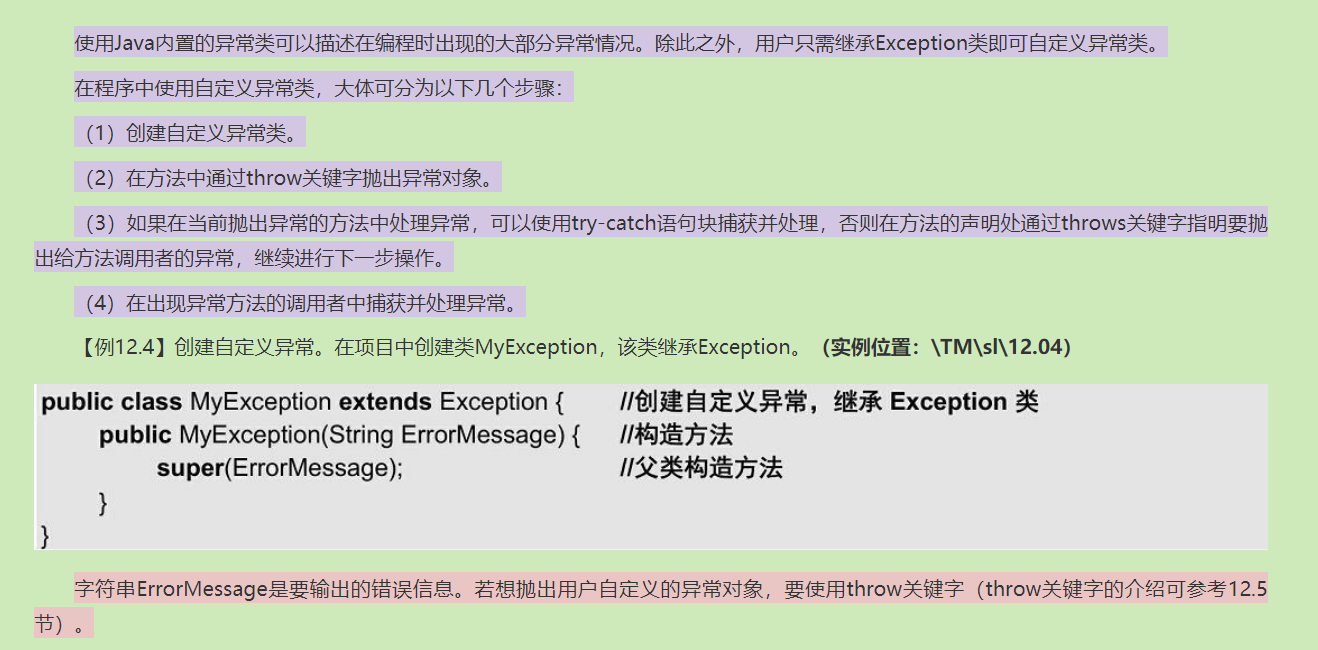 使用Java内置的异常类可以描述在编程时出现的大部分异常情况。除此之外，用户只需继承Exception类即可自定义异常类。
在程序中使用自定义异常类，大体可分为以下几个步骤：
（1）创建自定义异常类。
（2）在方法中通过throw关键字抛出异常对象。
（3）如果在当前抛出异常的方法中处理异常，可以使用try-catch语句块捕获并处理，否则在方法的声明处通过throws关键字指明要抛
出给方法调用者的异常，继续进行下一步操作。
（4）在出现异常方法的调用者中捕获并处理异常。
【例12.4】创建自定义异常。在项目中创建类MyException，该类继承Exception。（实例位置：\TM\sl\12.04）
public class MyException extends Exception { //创建自定义异常，继承 Exception 类
public MyException(String ErrorMessage) { //构造方法
super(ErrorMessage); //父类构造方法
}
}
字符串ErrorMessage是要输出的错误信息。若想抛出用户自定义的异常对象，要使用throw关键字（throw关键字的介绍可参考12.5
节）。